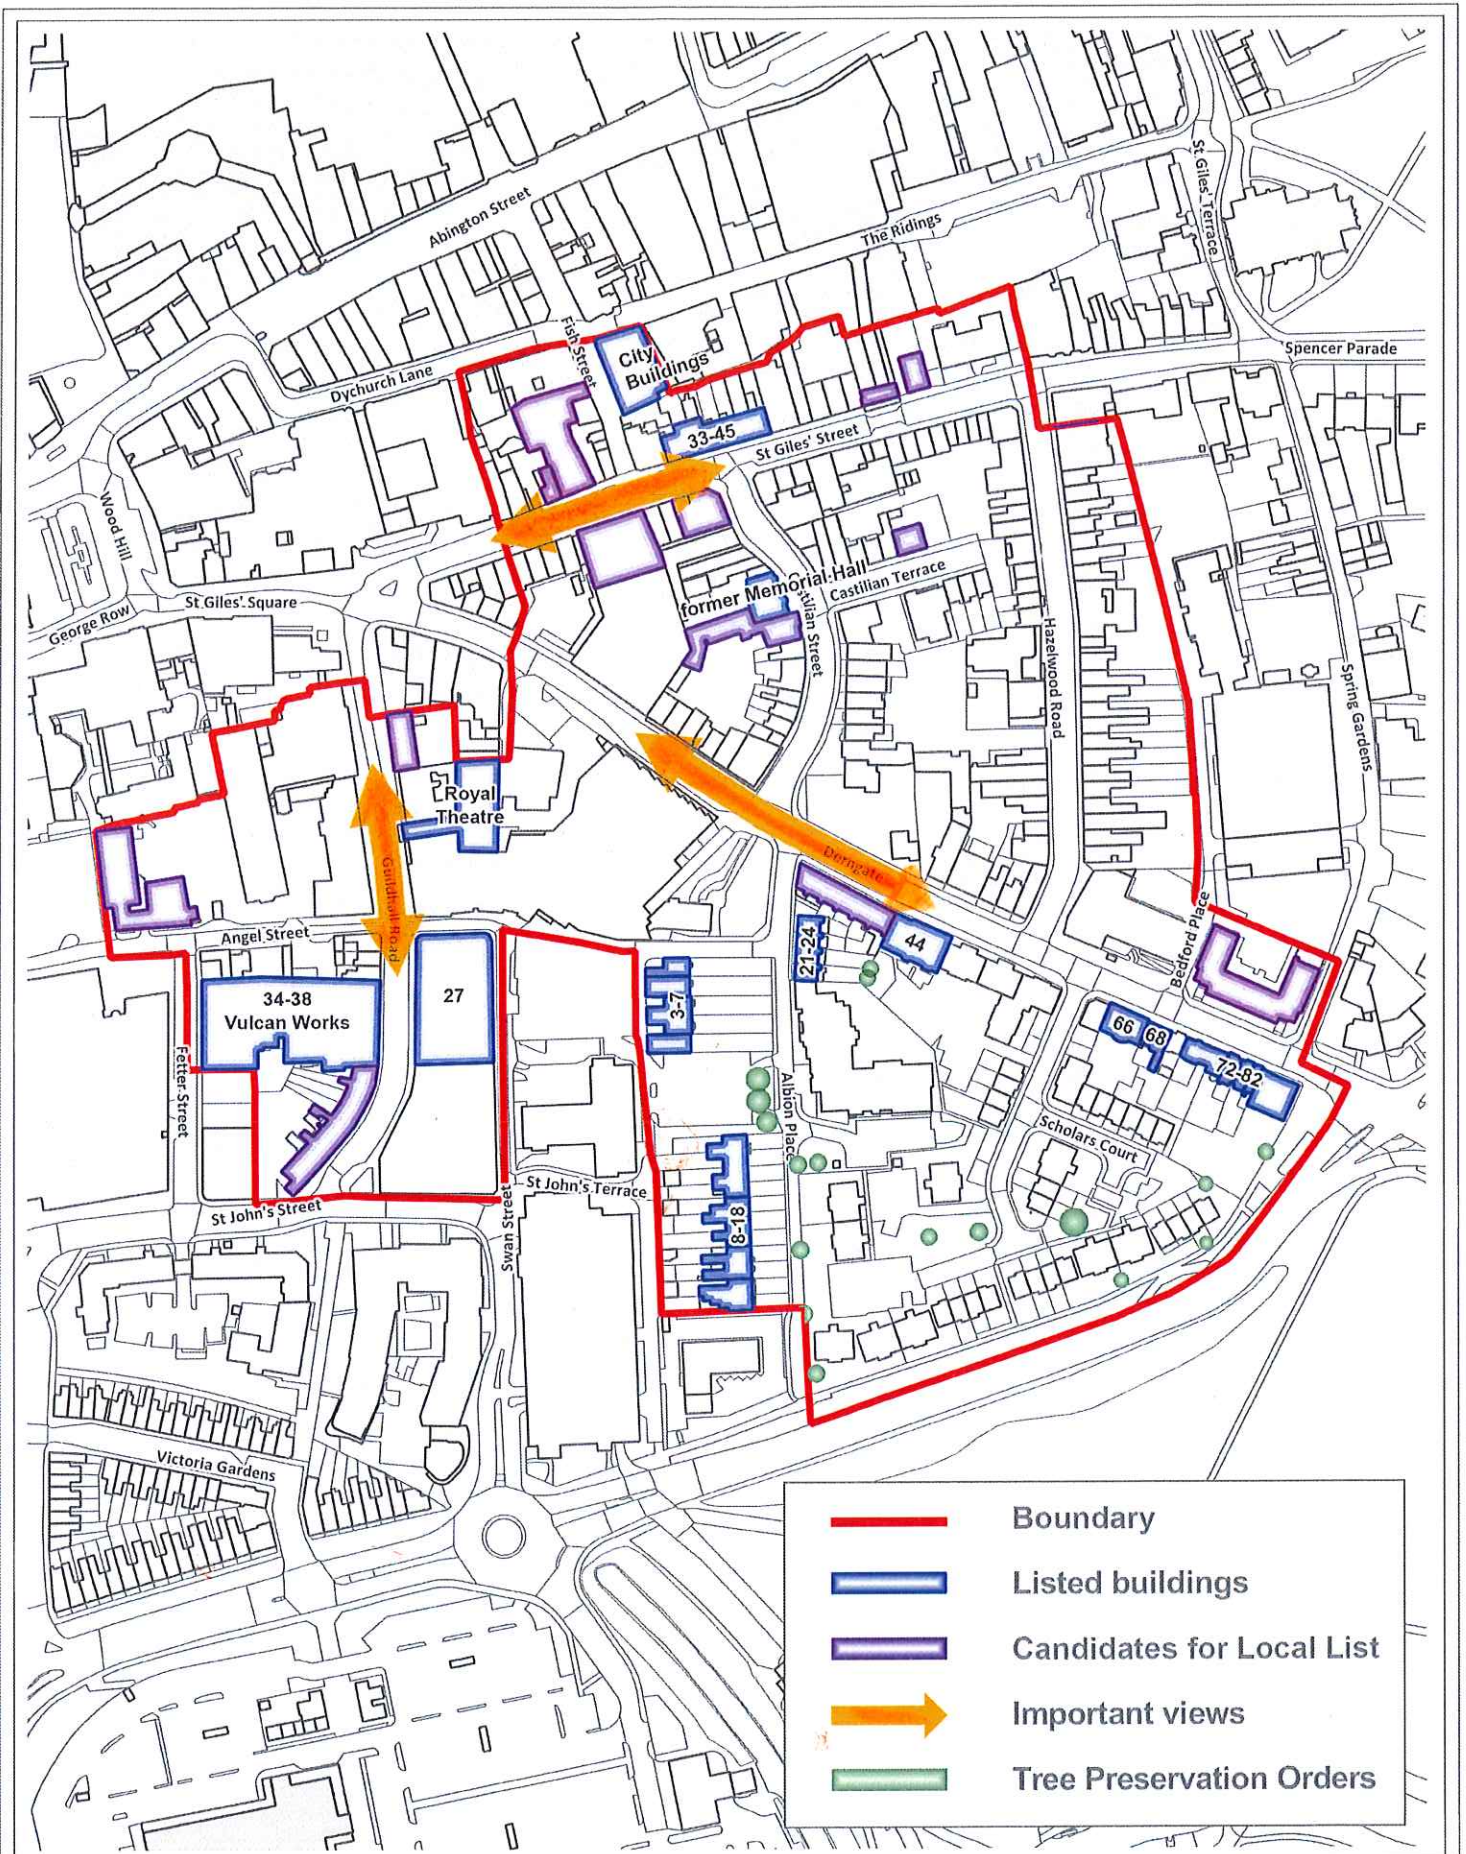 Abington Street
The Ridings
St Giles' Terrace
Fish Street
City
Buildings
Spencer Parade
Dychurch Lane
33-45
St Giles' Street
Wood Hill
St Giles' Square
George Row
former Memorial Hall
Castilian Terrace
Hazelwood Road
Spring Gardens
Royal
Theatre
Derngate
Guildhall Road
Angel Street
21-24
44
Bedford Place
34-38
Vulcan Works
27
3-7
66
68
72-82
Fetter Street
Albion Place
Scholars Court
St John's Terrace
St John's Street
Swan Street
8-18
Victoria Gardens
Boundary
Listed buildings
Candidates for Local List
Important views
Tree Preservation Orders